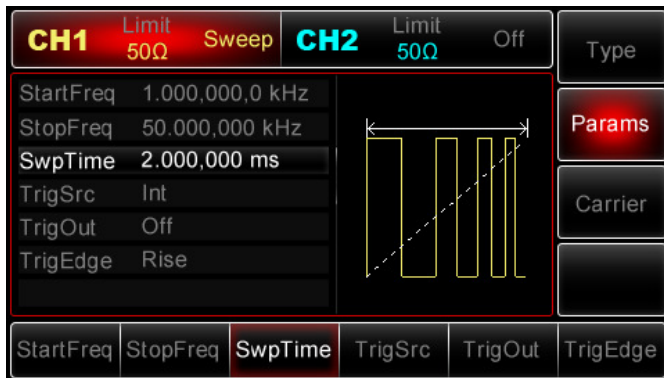 CH1 Limit 50Ω Sweep CH2 Limit 50Ω Off
Type
StartFreq 1.000,000,0 kHz
StopFreq 50.000,000 kHz
Params
SwpTime 2.000,000 ms
TrigSrc Int
Carrier
TrigOut Off
TrigEdge Rise
StartFreq StopFreq SwpTime TrigSrc TrigOut TrigEdge